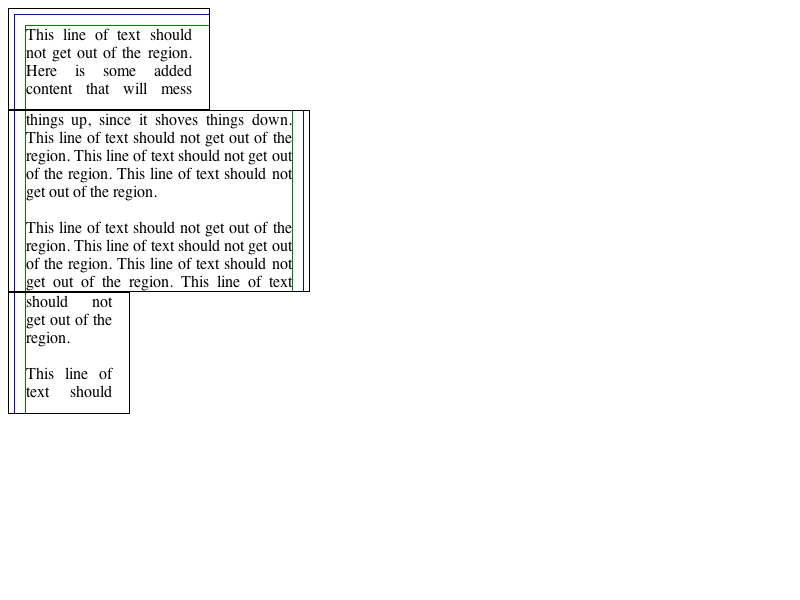 This line of text should
not get out of the region.
Here is some added
content that will mess
things up, since it shoves things down.
This line of text should not get out of the
region. This line of text should not get out
of the region. This line of text should not
get out of the region.
This line of text should not get out of the
region. This line of text should not get out
of the region. This line of text should not
get out of the region. This line of text
should not
get out of the
region.
This line of
text should